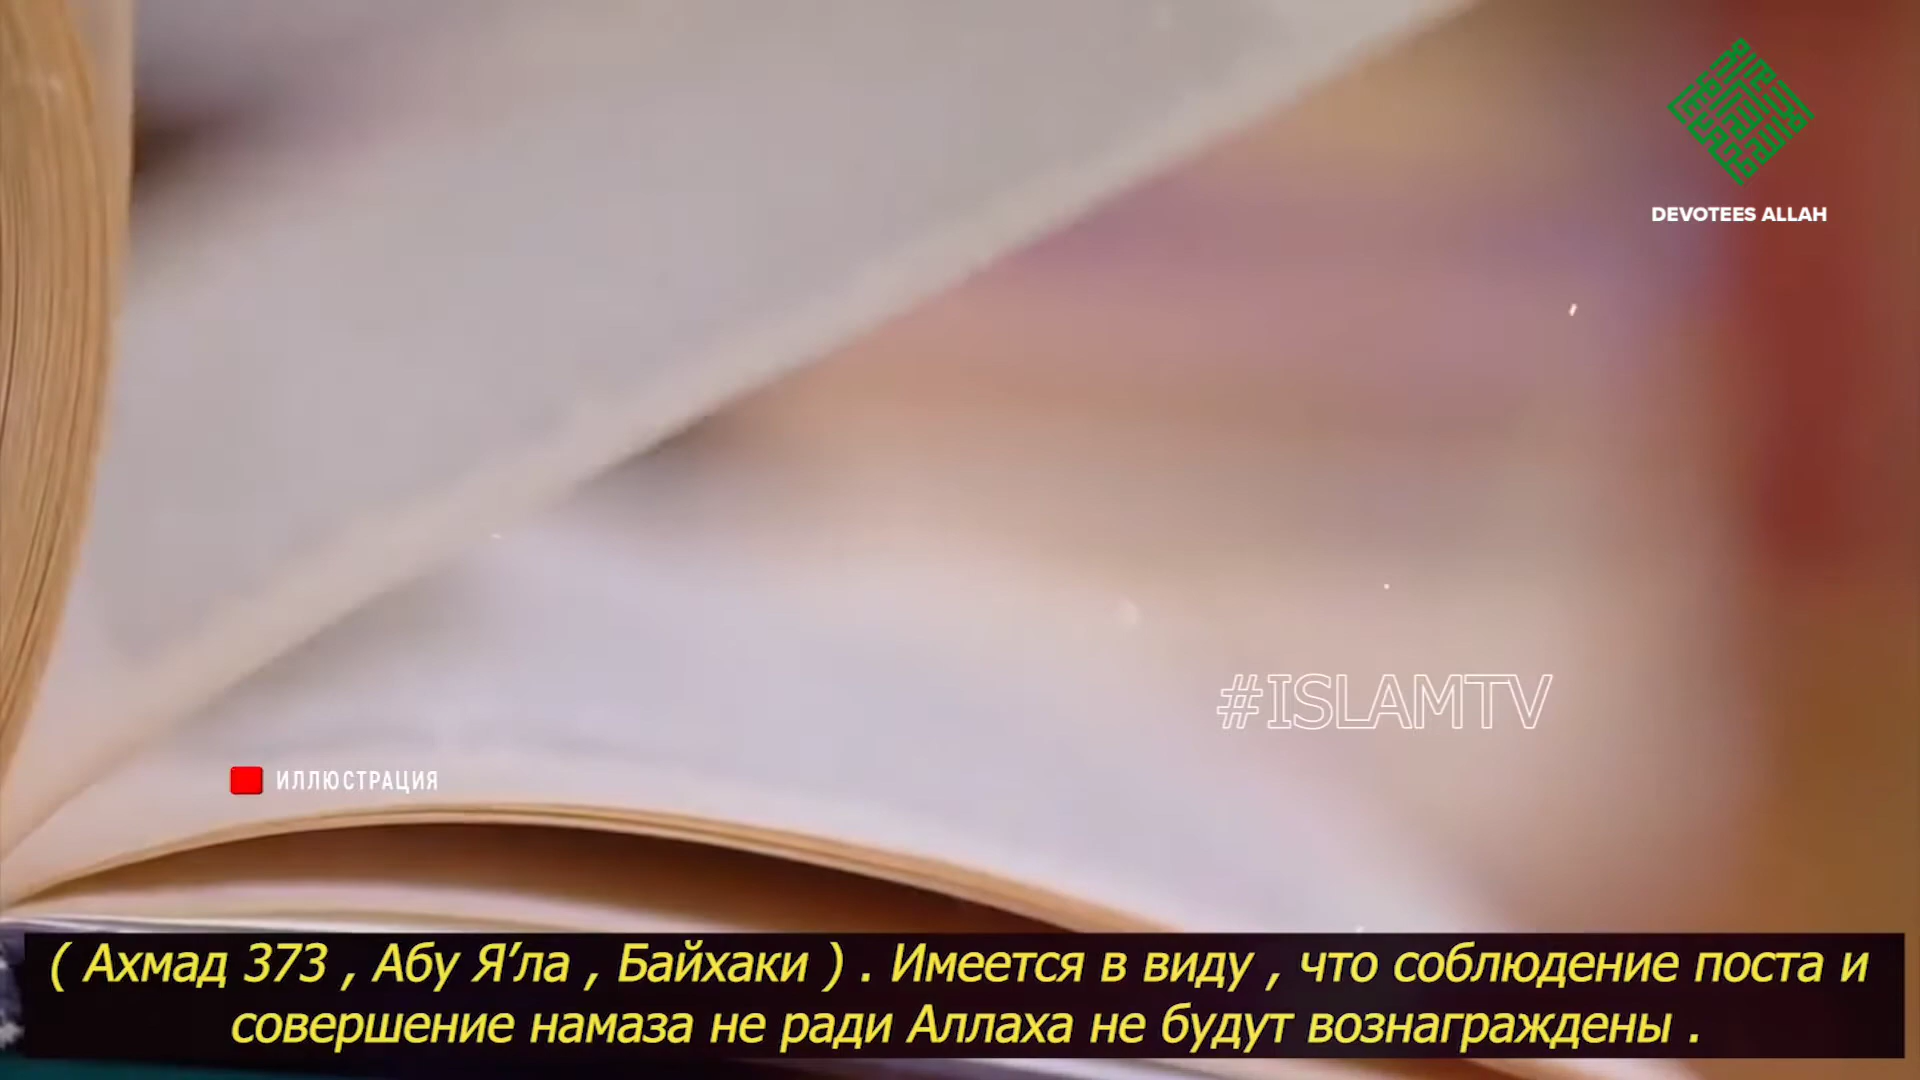 DEVOTEES ALLAH
#ISLAMTV
ИЛЛЮСТРАЦИЯ
( Ахмад 373 , Абу Я’ла , Байхаки ) . Имеется в виду , что соблюдение поста и
совершение намаза не ради Аллаха не будут вознаграждены .